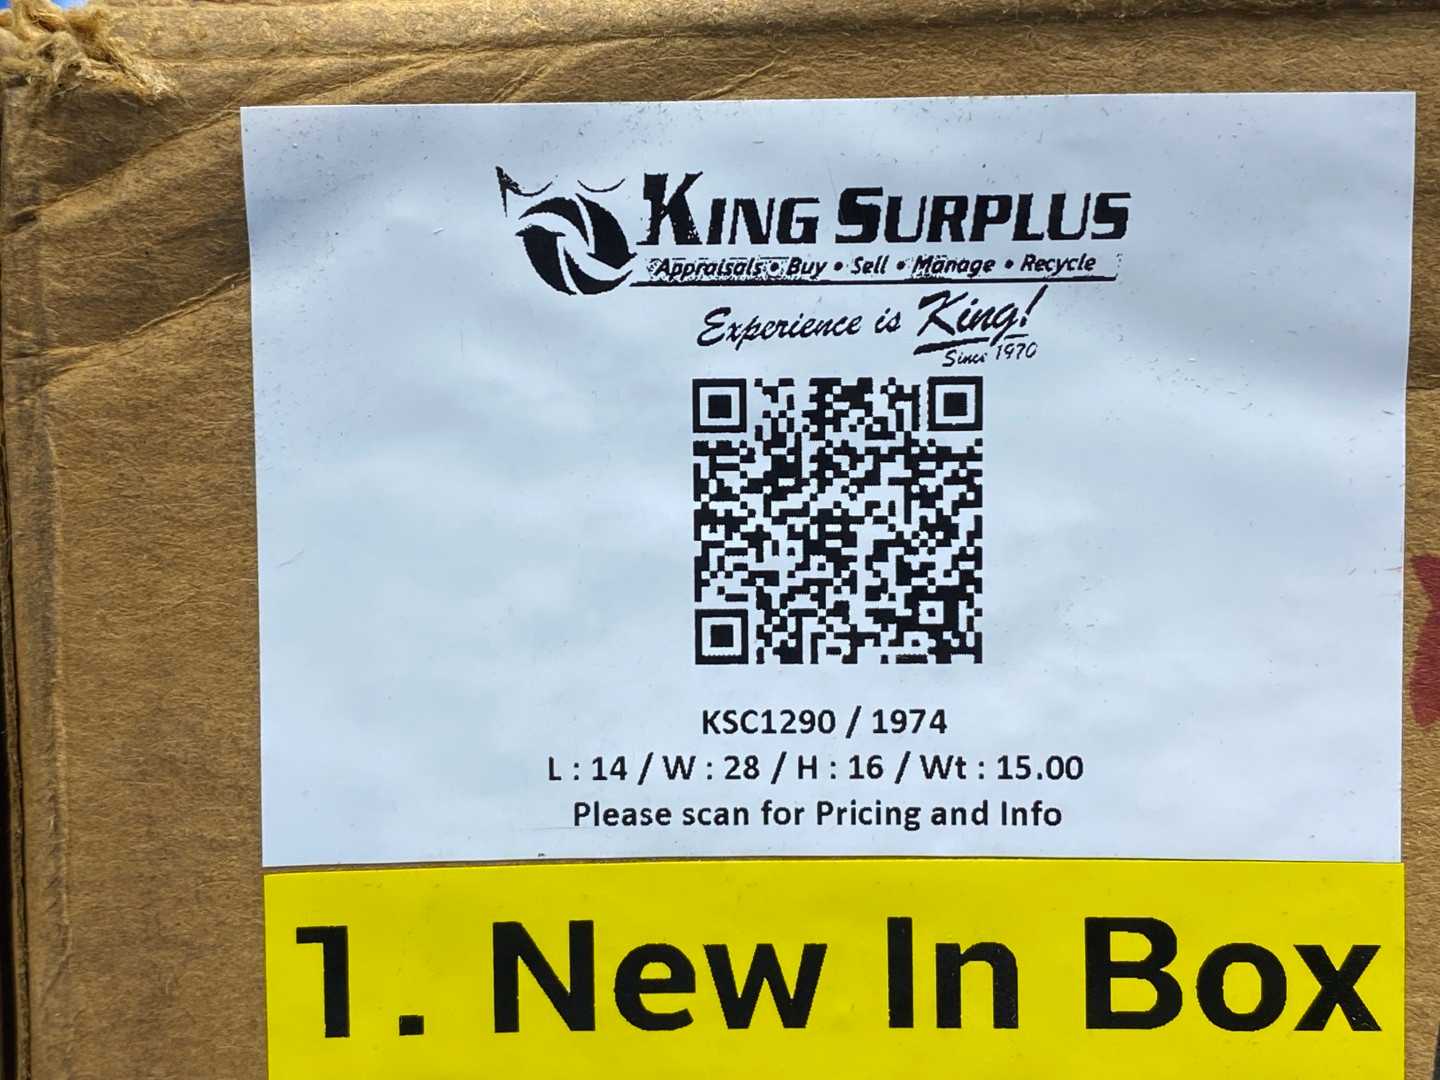 KING SURPLUS
Appraisals • Buy • Sell • Manage • Recycle
Experience is King!
Since 1970
KSC1290 / 1974
L : 14 / W : 28 / H : 16 / Wt : 15.00
Please scan for Pricing and Info
1. New In Box